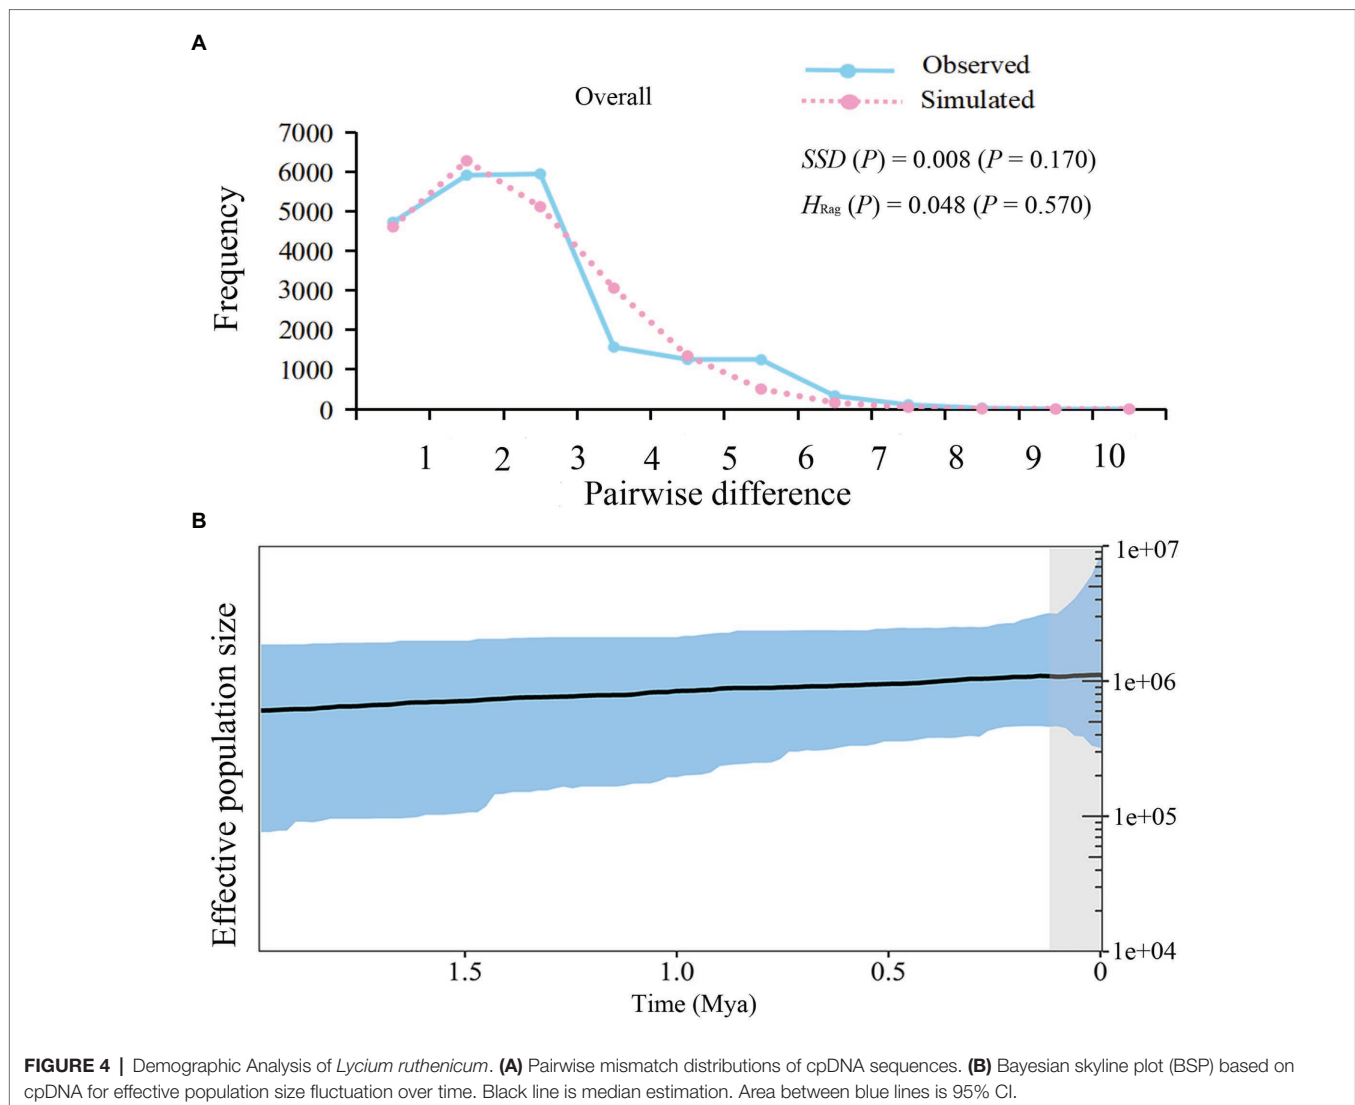 A
Observed
Overall
Simulated
7000
6000
5000
4000
3000
2000
1000
0
Frequency
SSD (P) = 0.008 (P = 0.170)
HRag (P) = 0.048 (P = 0.570)
1 2 3 4 5 6 7 8 9 10
Pairwise difference
B
Effective population size
1e+07
1e+06
1e+05
1e+04
1.5 1.0 0.5 0
Time (Mya)
FIGURE 4 | Demographic Analysis of Lycium ruthenicum. (A) Pairwise mismatch distributions of cpDNA sequences. (B) Bayesian skyline plot (BSP) based on
cpDNA for effective population size fluctuation over time. Black line is median estimation. Area between blue lines is 95% CI.